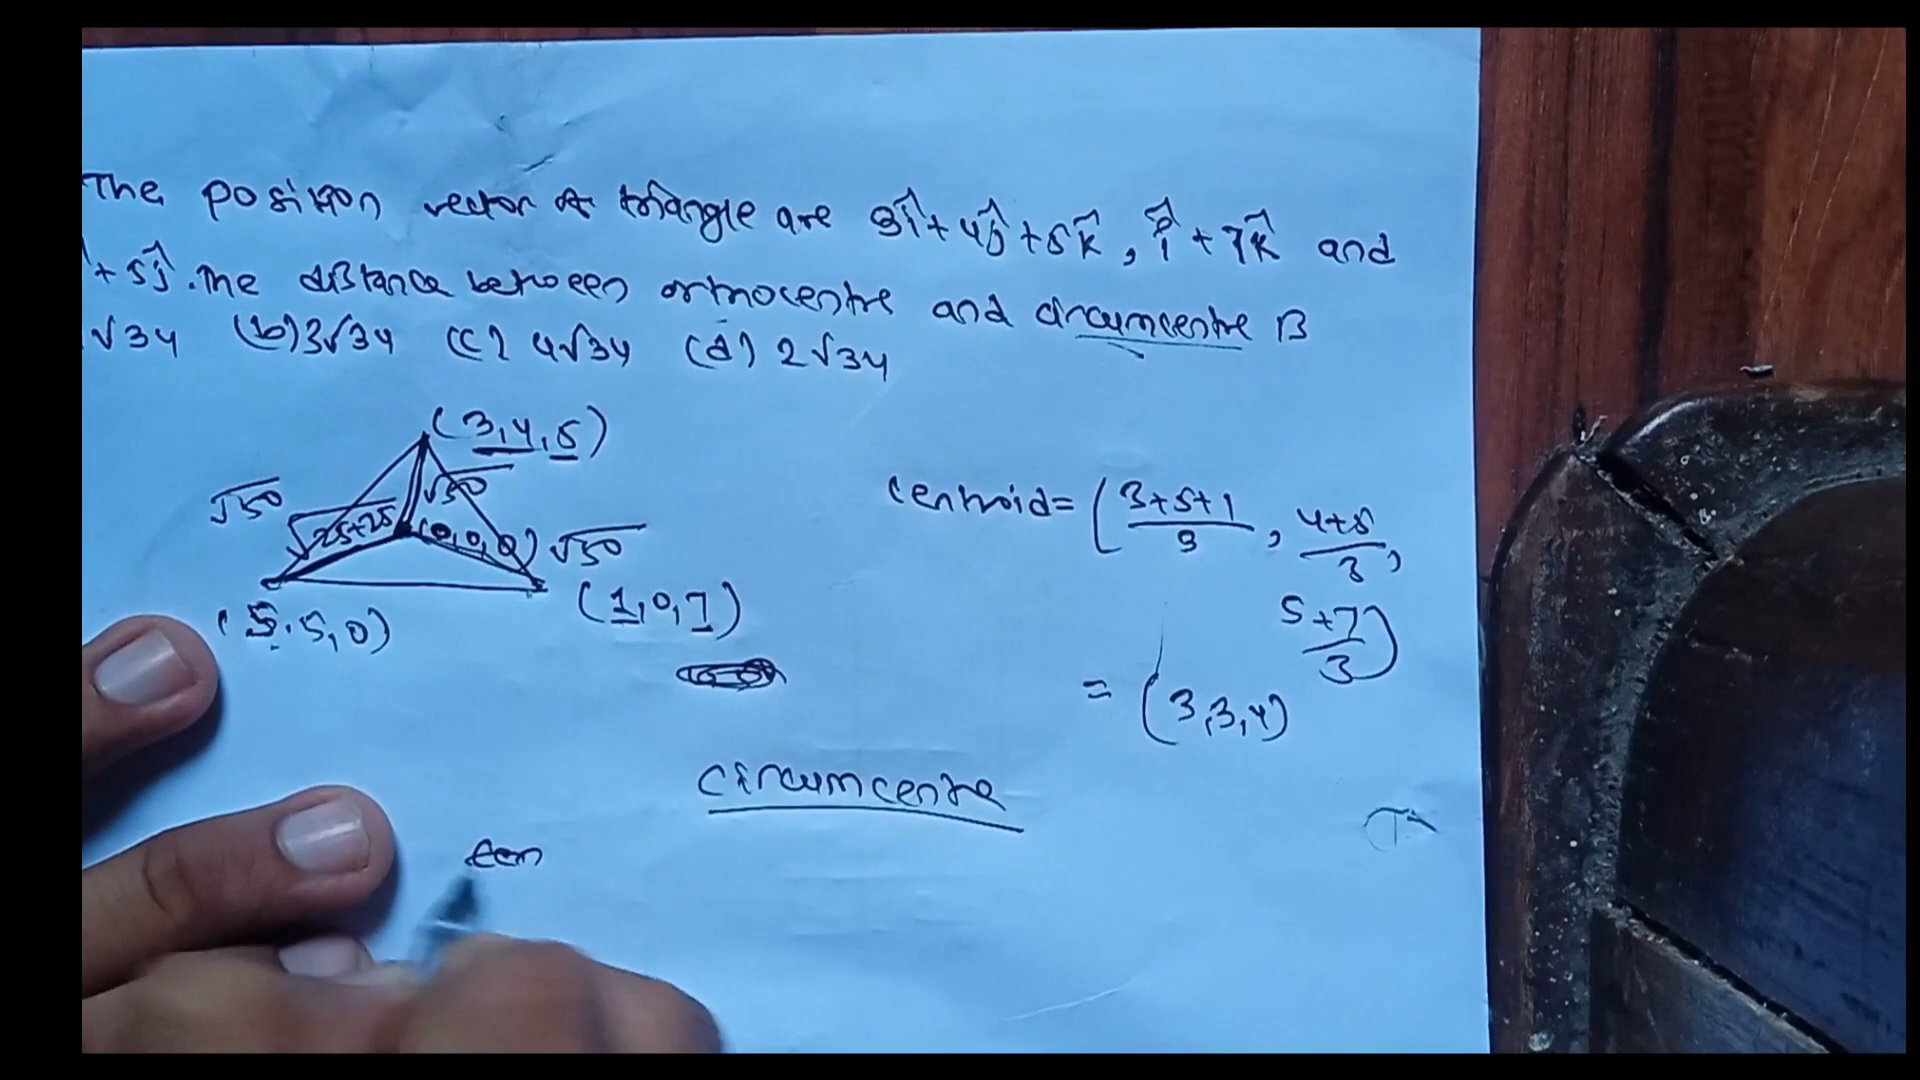 The position vector of triangle are 3î+4ĵ+5k̂, î+7k̂ and
+5ĵ. The distance between orthocentre and circumcentre is
√34 (b) 3√34 (c) 4√34 (d) 2√34
(3,4,5)
√50 √50
√25+25 (0,0,0) √50
(5,5,0) (1,0,7)
centroid = (3+5+1/3, 4+5/3,
5+7/3)
= (3,3,4)
circumcentre
cen